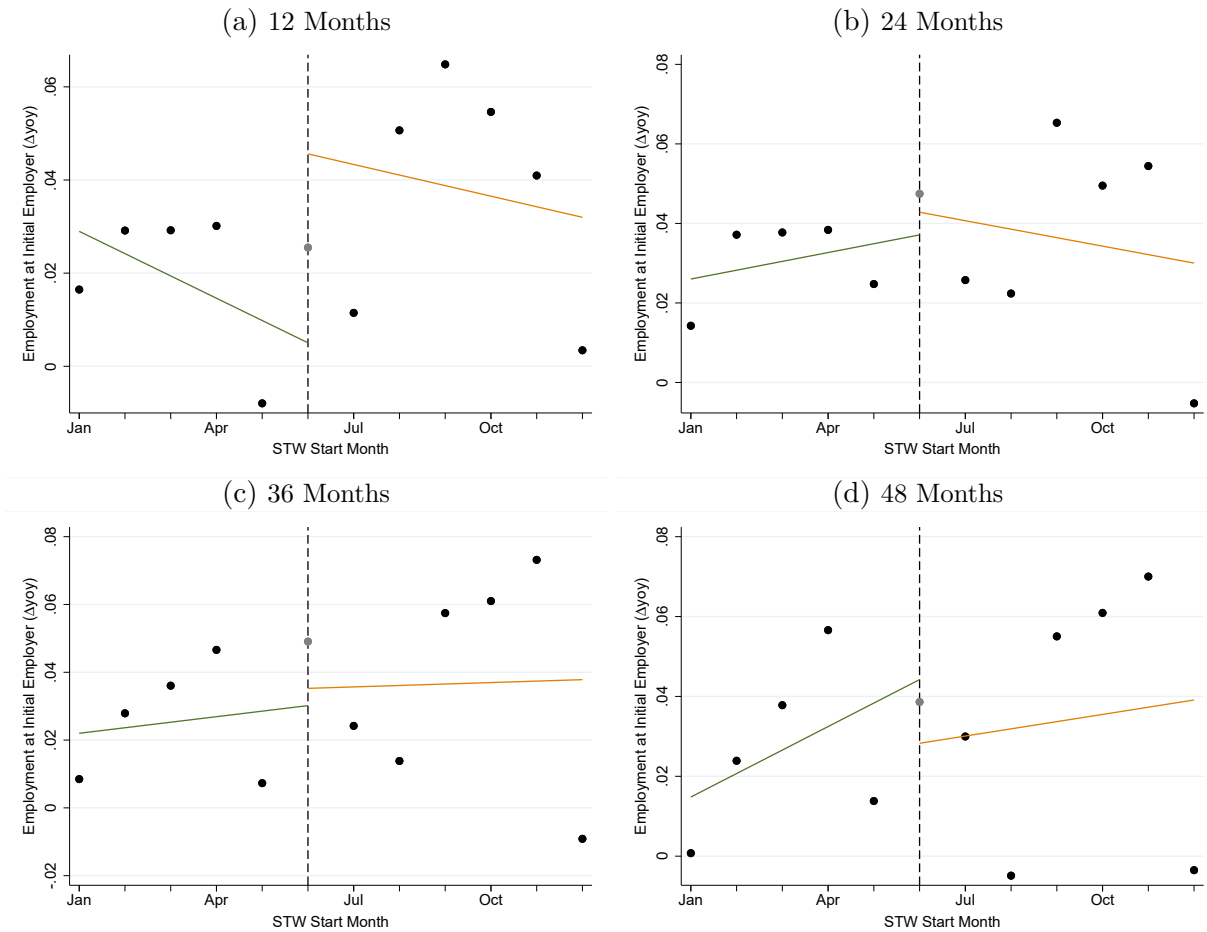 (a) 12 Months
Employment at Initial Employer (Δyoy)
.06
.04
.02
0
Jan Apr Jul Oct
STW Start Month
(b) 24 Months
Employment at Initial Employer (Δyoy)
.08
.06
.04
.02
0
Jan Apr Jul Oct
STW Start Month
(c) 36 Months
Employment at Initial Employer (Δyoy)
.08
.06
.04
.02
0
-.02
Jan Apr Jul Oct
STW Start Month
(d) 48 Months
Employment at Initial Employer (Δyoy)
.08
.06
.04
.02
0
Jan Apr Jul Oct
STW Start Month